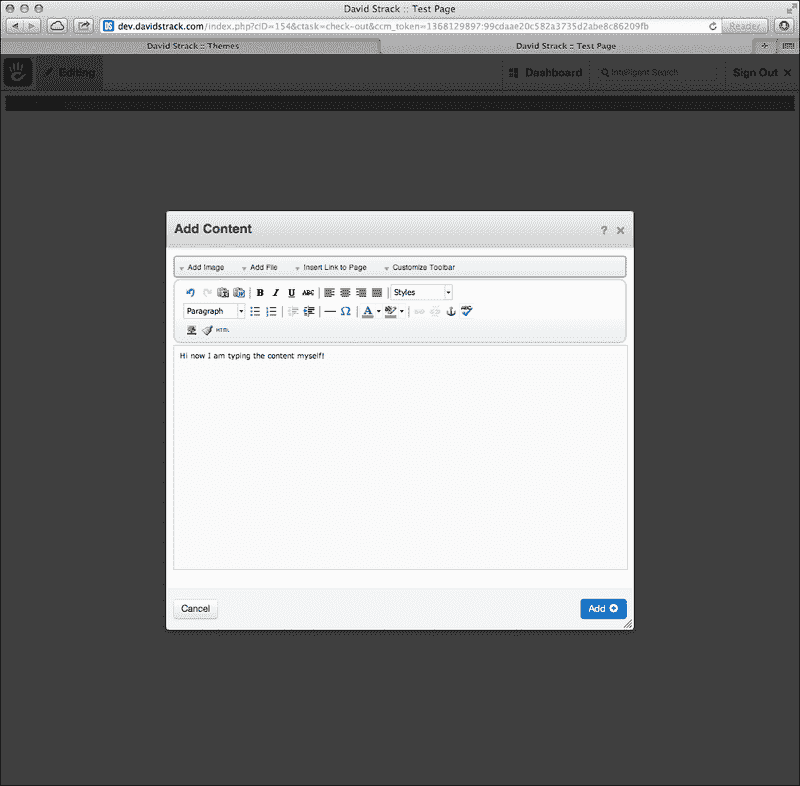 David Strack :: Test Page
DS dev.davidstrack.com/index.php?cID=154&ctask=check-out&ccm_token=1368129897:99cdaae20c582a3735d2abe8c86209fb Reader
David Strack :: Themes David Strack :: Test Page +
Editing Dashboard Intelligent Search Sign Out ×
Add Content ? ×
Add Image Add File Insert Link to Page Customize Toolbar
B I U ABC Styles
Paragraph Ω A ab ABC
HTML
Hi now I am typing the content myself!
Cancel Add